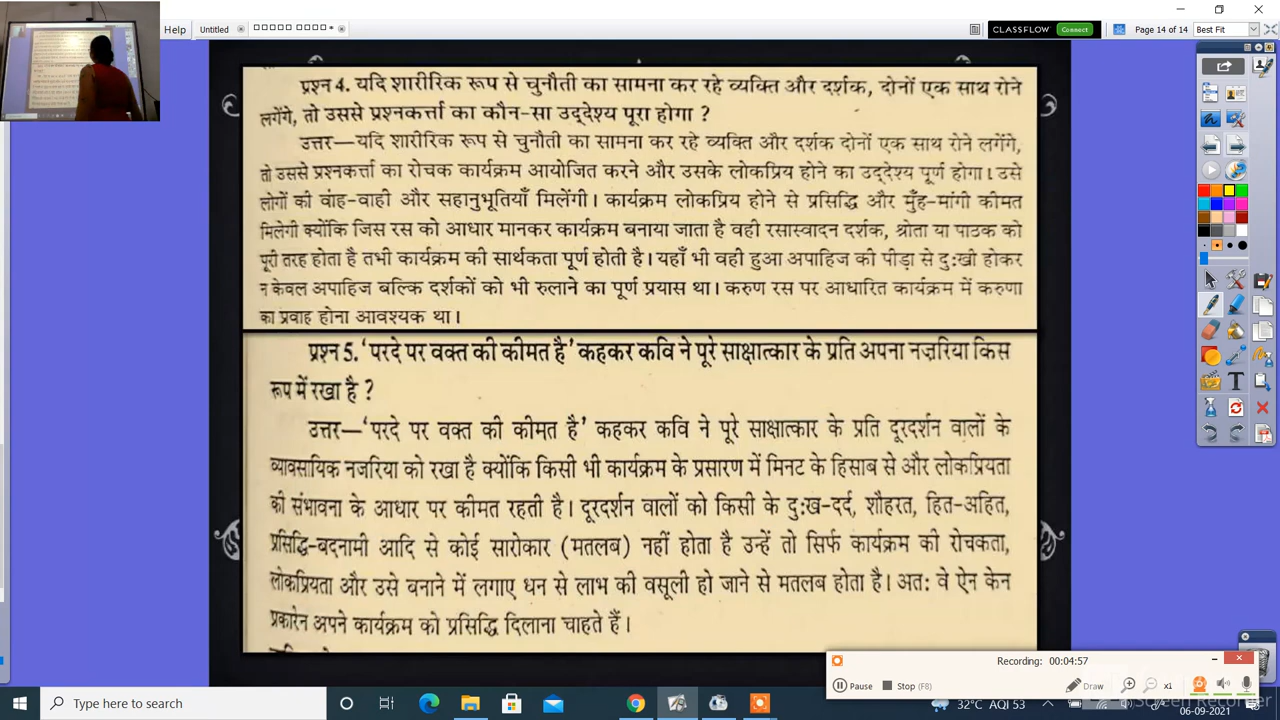 Help
Untitled
CLASSFLOW Connect
Page 14 of 14
Best Fit
प्रश्न 4. यदि शारीरिक रूप से चुनौती का सामना कर रहे व्यक्ति और दर्शक, दोनों एक साथ रोने
लगेंगे, तो उससे प्रश्नकर्त्ता का कोन-सा उद्देश्य पूरा होगा ?
उत्तर—यदि शारीरिक रूप से चुनौती का सामना कर रहे व्यक्ति और दर्शक दोनों एक साथ रोने लगेंगे,
तो उससे प्रश्नकर्त्ता का रोचक कार्यक्रम आयोजित करने और उसके लोकप्रिय होने का उद्देश्य पूर्ण होगा। उसे
लोगों की वांह-वाही और सहानुभूतियाँ मिलेंगी। कार्यक्रम लोकप्रिय होने से प्रसिद्धि और मुँह-मांगी कीमत
मिलेगी क्योंकि जिस रस को आधार मानकर कार्यक्रम बनाया जाता है वही रसास्वादन दर्शक, श्रोता या पाठक को
पूरी तरह होता है तभी कार्यक्रम की सार्थकता पूर्ण होती है। यहाँ भी वही हुआ अपाहिज की पीड़ा से दुःखी होकर
न केवल अपाहिज बल्कि दर्शकों को भी रुलाने का पूर्ण प्रयास था। करुण रस पर आधारित कार्यक्रम में करुणा
का प्रवाह होना आवश्यक था।
प्रश्न 5. 'परदे पर वक्त की कीमत है' कहकर कवि ने पूरे साक्षात्कार के प्रति अपना नज़रिया किस
रूप में रखा है ?
उत्तर—'परदे पर वक्त की कीमत है' कहकर कवि ने पूरे साक्षात्कार के प्रति दूरदर्शन वालों के
व्यावसायिक नजरिया को रखा है क्योंकि किसी भी कार्यक्रम के प्रसारण में मिनट के हिसाब से और लोकप्रियता
की संभावना के आधार पर कीमत रहती है। दूरदर्शन वालों को किसी के दुःख-दर्द, शौहरत, हित-अहित,
प्रसिद्धि-बदनामी आदि से कोई सारोकार (मतलब) नहीं होता है उन्हें तो सिर्फ कार्यक्रम की रोचकता,
लोकप्रियता और उसे बनाने में लगाए धन से लाभ की वसूली हो जाने से मतलब होता है। अतः वे ऐन केन
प्रकारेन अपने कार्यक्रम को प्रसिद्धि दिलाना चाहते हैं।
Recording: 00:04:57
Pause Stop (F8) Draw x1
Screen Recorder
Type here to search
32°C AQI 53
06-09-2021